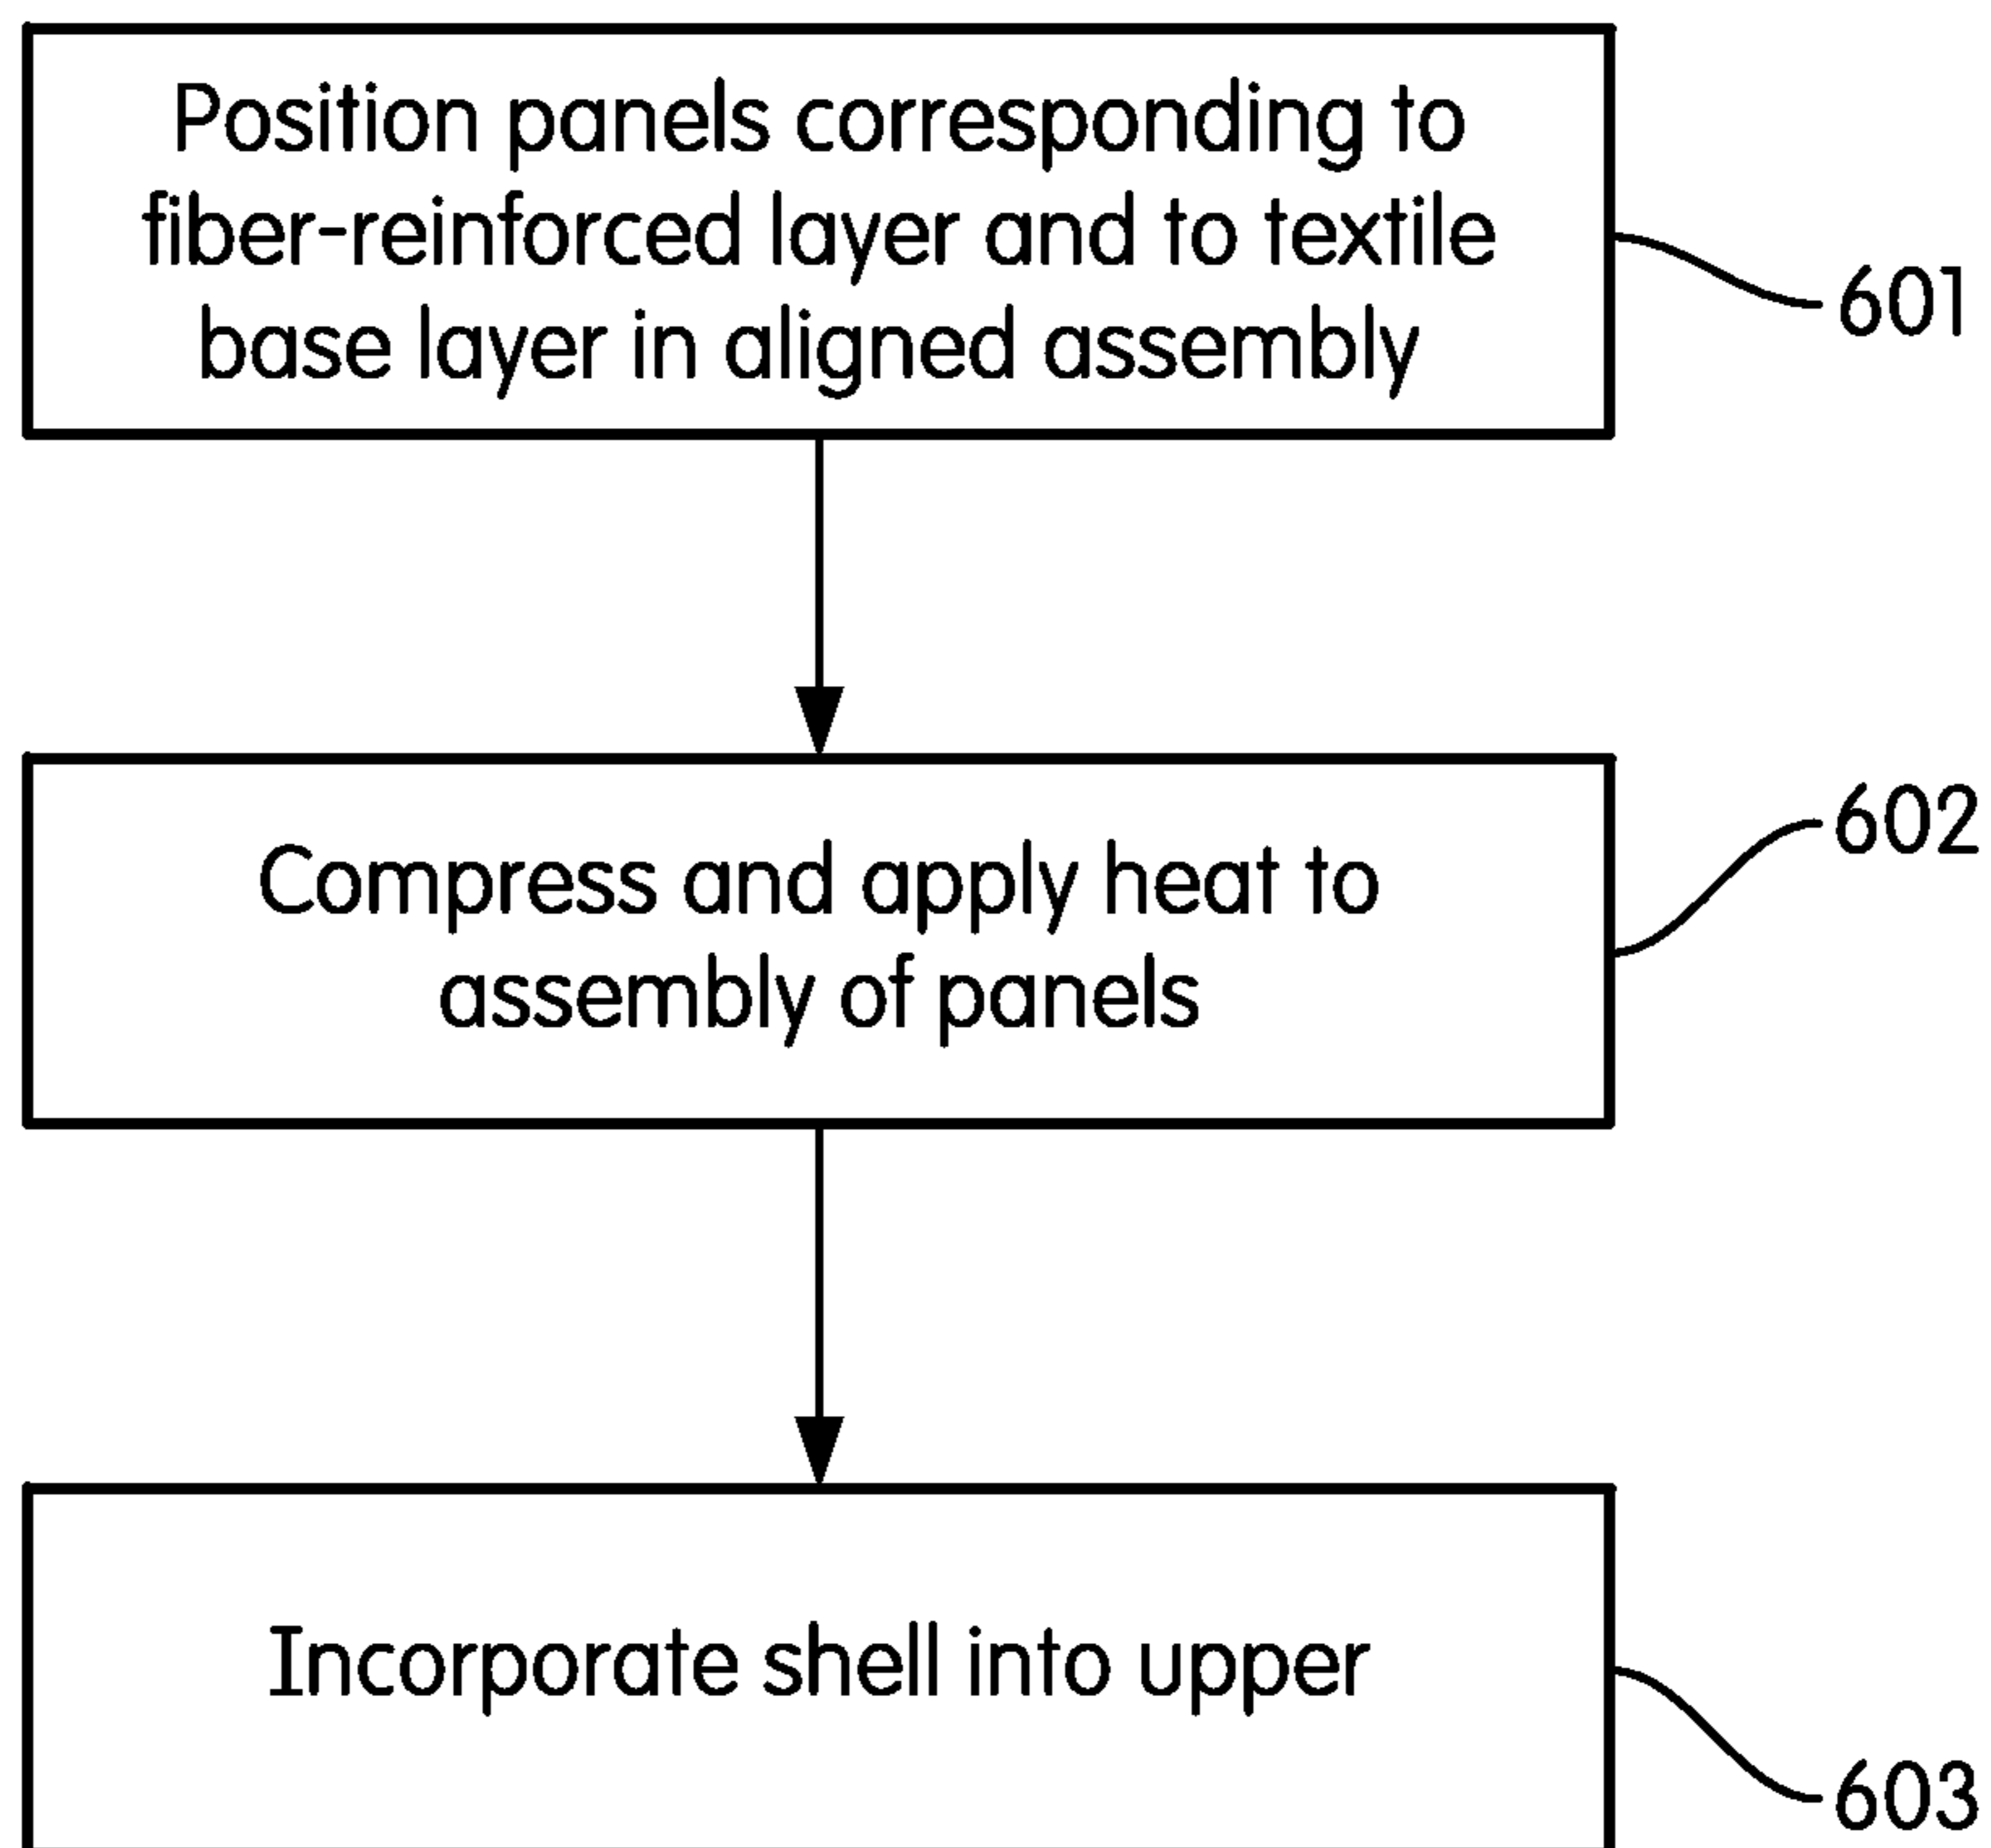 Position panels corresponding to
fiber-reinforced layer and to textile
base layer in aligned assembly
601
Compress and apply heat to
assembly of panels
602
Incorporate shell into upper
603